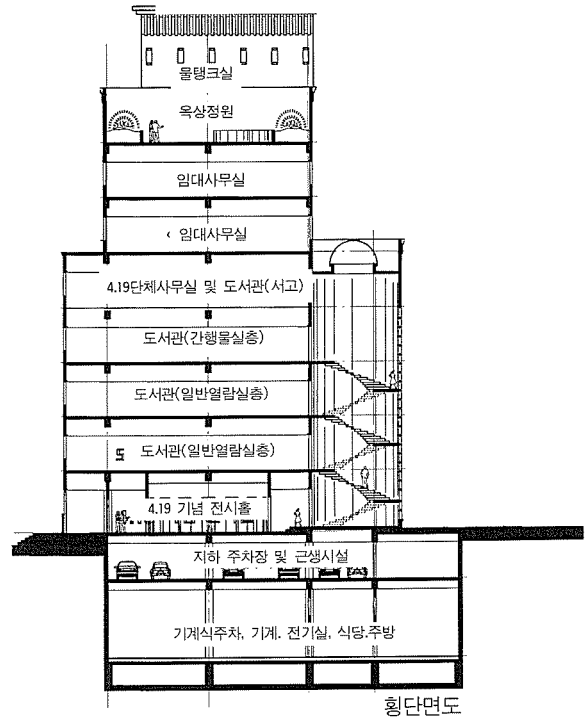 물탱크실
옥상정원
임대사무실
임대사무실
4.19단체사무실 및 도서관(서고)
도서관(간행물실층)
도서관(일반열람실층)
도서관(일반열람실층)
4.19 기념 전시홀
지하 주차장 및 근생시설
기계식주차, 기계. 전기실, 식당.주방
횡단면도